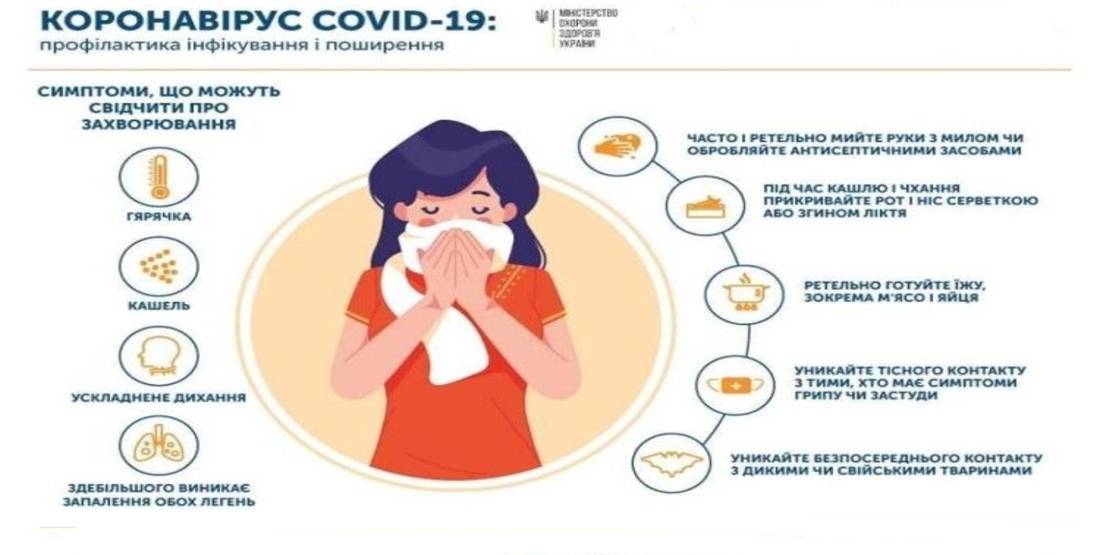 КОРОНАВІРУС COVID-19:
профілактика інфікування і поширення
МІНІСТЕРСТВО
ОХОРОНИ
ЗДОРОВ'Я
УКРАЇНИ
СИМПТОМИ, ЩО МОЖУТЬ
СВІДЧИТИ ПРО
ЗАХВОРЮВАННЯ
ГЯРЯЧКА
КАШЕЛЬ
УСКЛАДНЕНЕ ДИХАННЯ
ЗДЕБІЛЬШОГО ВИНИКАЄ
ЗАПАЛЕННЯ ОБОХ ЛЕГЕНЬ
ЧАСТО І РЕТЕЛЬНО МИЙТЕ РУКИ З МИЛОМ ЧИ
ОБРОБЛЯЙТЕ АНТИСЕПТИЧНИМИ ЗАСОБАМИ
ПІД ЧАС КАШЛЮ І ЧХАННЯ
ПРИКРИВАЙТЕ РОТ І НІС СЕРВЕТКОЮ
АБО ЗГИНОМ ЛІКТЯ
РЕТЕЛЬНО ГОТУЙТЕ ЇЖУ,
ЗОКРЕМА М'ЯСО І ЯЙЦЯ
УНИКАЙТЕ ТІСНОГО КОНТАКТУ
З ТИМИ, ХТО МАЄ СИМПТОМИ
ГРИПУ ЧИ ЗАСТУДИ
УНИКАЙТЕ БЕЗПОСЕРЕДНЬОГО КОНТАКТУ
З ДИКИМИ ЧИ СВІЙСЬКИМИ ТВАРИНАМИ